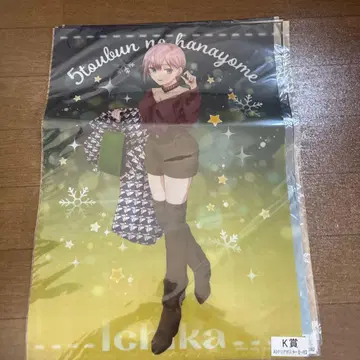 5toubun no hanayome
Ichika
K賞